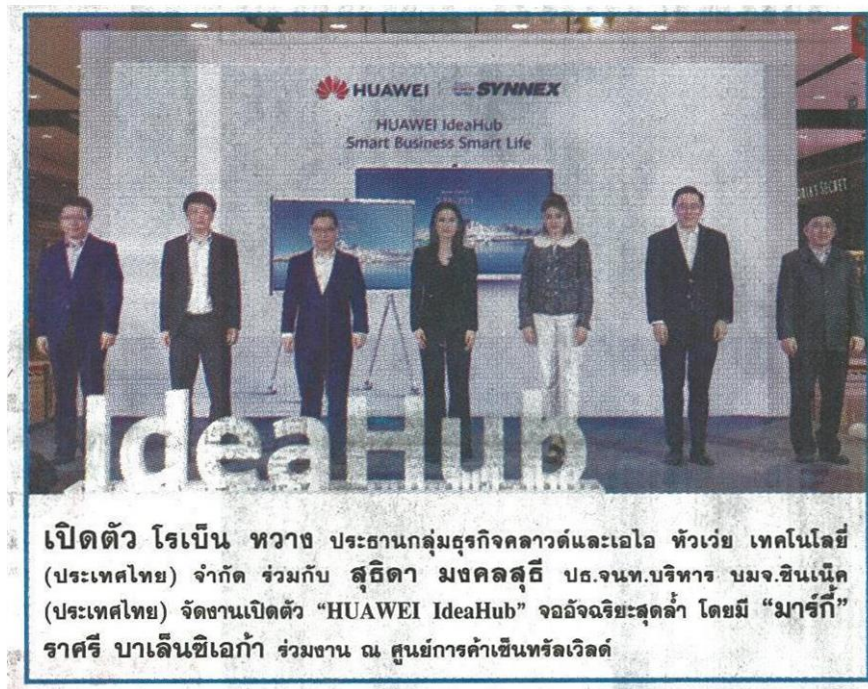 HUAWEI SYNNEX
HUAWEI IdeaHub
Smart Business Smart Life
SECRET
IdeaHub
เปิดตัว โรเบ็น หวาง ประธานกลุ่มธุรกิจคลาวด์และเอไอ หัวเว่ย เทคโนโลยี่
(ประเทศไทย) จำกัด ร่วมกับ สุธิดา มงคลสุธี ปธ.จนท.บริหาร บมจ.ซินเน็ค
(ประเทศไทย) จัดงานเปิดตัว “HUAWEI IdeaHub” จออัจฉริยะสุดล้ำ โดยมี “มาร์กี้”
ราศรี บาเล็นซิเอก้า ร่วมงาน ณ ศูนย์การค้าเซ็นทรัลเวิลด์